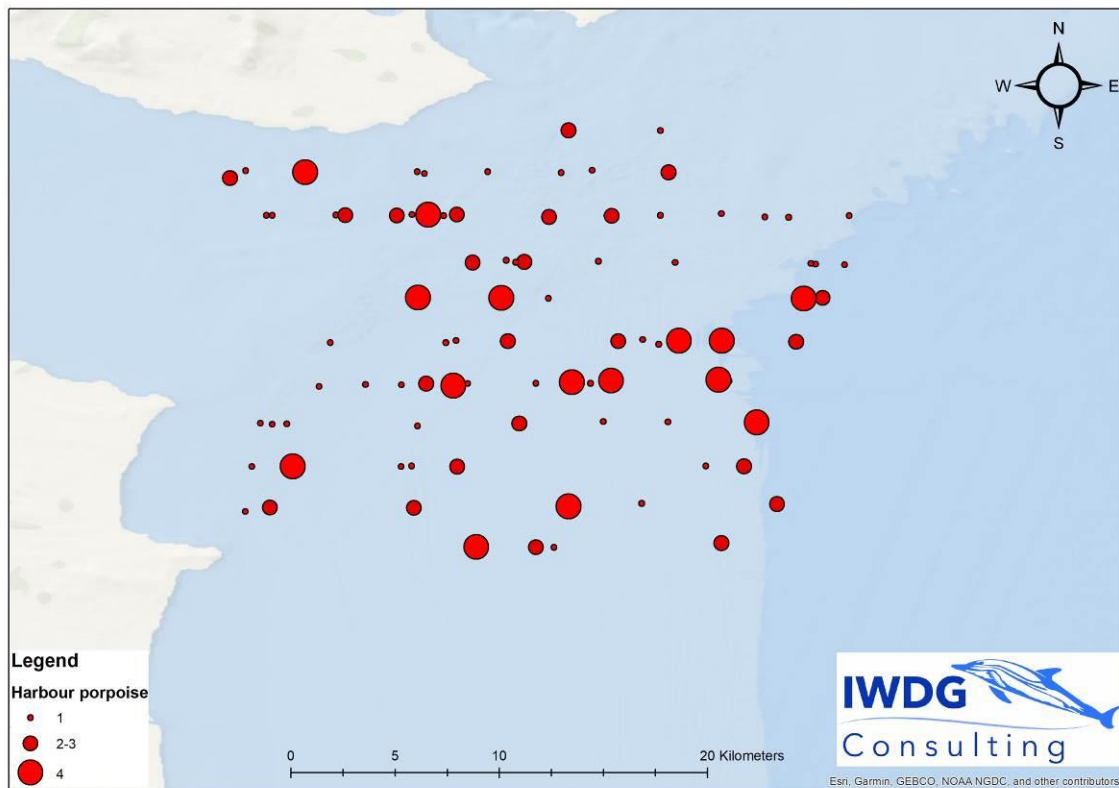 N
W E
S
Legend
Harbour porpoise
1
2-3
4
0 5 10 20 Kilometers
IWDG
Consulting
Esri, Garmin, GEBCO, NOAA NGDC, and other contributors